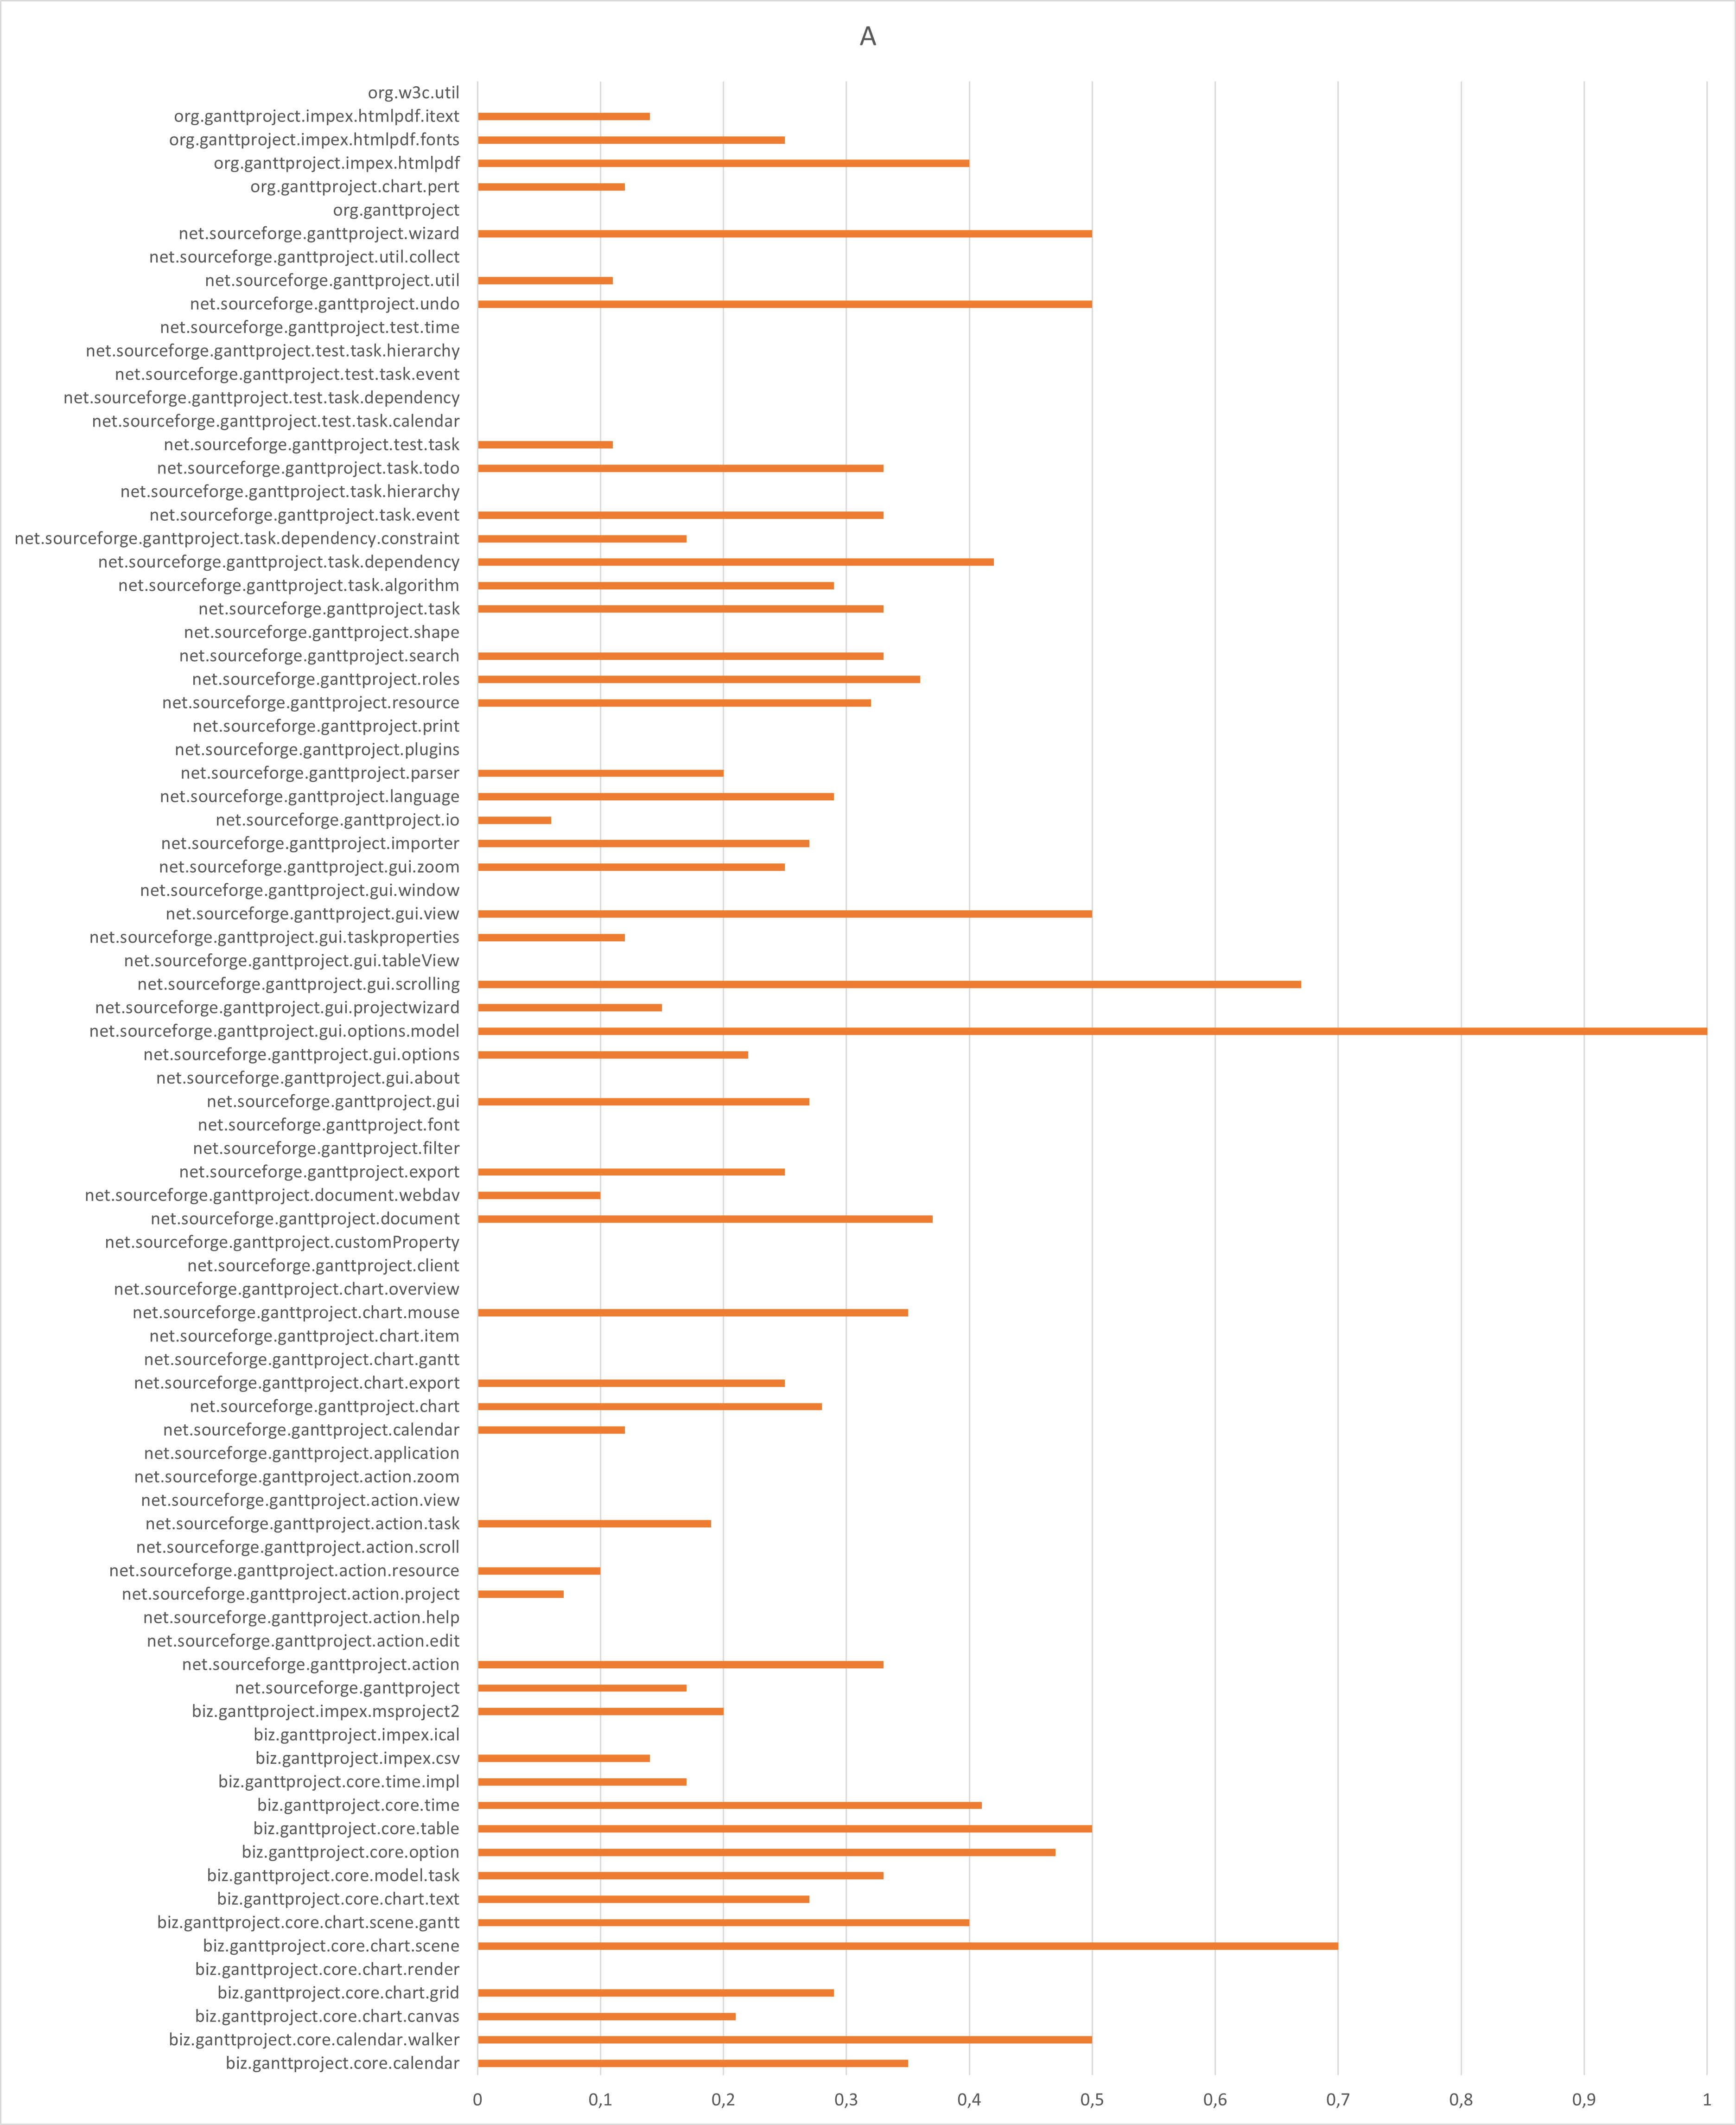 A
org.w3c.util
org.ganttproject.impex.htmlpdf.itext
org.ganttproject.impex.htmlpdf.fonts
org.ganttproject.impex.htmlpdf
org.ganttproject.chart.pert
org.ganttproject
net.sourceforge.ganttproject.wizard
net.sourceforge.ganttproject.util.collect
net.sourceforge.ganttproject.util
net.sourceforge.ganttproject.undo
net.sourceforge.ganttproject.test.time
net.sourceforge.ganttproject.test.task.hierarchy
net.sourceforge.ganttproject.test.task.event
net.sourceforge.ganttproject.test.task.dependency
net.sourceforge.ganttproject.test.task.calendar
net.sourceforge.ganttproject.test.task
net.sourceforge.ganttproject.task.todo
net.sourceforge.ganttproject.task.hierarchy
net.sourceforge.ganttproject.task.event
net.sourceforge.ganttproject.task.dependency.constraint
net.sourceforge.ganttproject.task.dependency
net.sourceforge.ganttproject.task.algorithm
net.sourceforge.ganttproject.task
net.sourceforge.ganttproject.shape
net.sourceforge.ganttproject.search
net.sourceforge.ganttproject.roles
net.sourceforge.ganttproject.resource
net.sourceforge.ganttproject.print
net.sourceforge.ganttproject.plugins
net.sourceforge.ganttproject.parser
net.sourceforge.ganttproject.language
net.sourceforge.ganttproject.io
net.sourceforge.ganttproject.importer
net.sourceforge.ganttproject.gui.zoom
net.sourceforge.ganttproject.gui.window
net.sourceforge.ganttproject.gui.view
net.sourceforge.ganttproject.gui.taskproperties
net.sourceforge.ganttproject.gui.tableView
net.sourceforge.ganttproject.gui.scrolling
net.sourceforge.ganttproject.gui.projectwizard
net.sourceforge.ganttproject.gui.options.model
net.sourceforge.ganttproject.gui.options
net.sourceforge.ganttproject.gui.about
net.sourceforge.ganttproject.gui
net.sourceforge.ganttproject.font
net.sourceforge.ganttproject.filter
net.sourceforge.ganttproject.export
net.sourceforge.ganttproject.document.webdav
net.sourceforge.ganttproject.document
net.sourceforge.ganttproject.customProperty
net.sourceforge.ganttproject.client
net.sourceforge.ganttproject.chart.overview
net.sourceforge.ganttproject.chart.mouse
net.sourceforge.ganttproject.chart.item
net.sourceforge.ganttproject.chart.gantt
net.sourceforge.ganttproject.chart.export
net.sourceforge.ganttproject.chart
net.sourceforge.ganttproject.calendar
net.sourceforge.ganttproject.application
net.sourceforge.ganttproject.action.zoom
net.sourceforge.ganttproject.action.view
net.sourceforge.ganttproject.action.task
net.sourceforge.ganttproject.action.scroll
net.sourceforge.ganttproject.action.resource
net.sourceforge.ganttproject.action.project
net.sourceforge.ganttproject.action.help
net.sourceforge.ganttproject.action.edit
net.sourceforge.ganttproject.action
net.sourceforge.ganttproject
biz.ganttproject.impex.msproject2
biz.ganttproject.impex.ical
biz.ganttproject.impex.csv
biz.ganttproject.core.time.impl
biz.ganttproject.core.time
biz.ganttproject.core.table
biz.ganttproject.core.option
biz.ganttproject.core.model.task
biz.ganttproject.core.chart.text
biz.ganttproject.core.chart.scene.gantt
biz.ganttproject.core.chart.scene
biz.ganttproject.core.chart.render
biz.ganttproject.core.chart.grid
biz.ganttproject.core.chart.canvas
biz.ganttproject.core.calendar.walker
biz.ganttproject.core.calendar
0 0,1 0,2 0,3 0,4 0,5 0,6 0,7 0,8 0,9 1